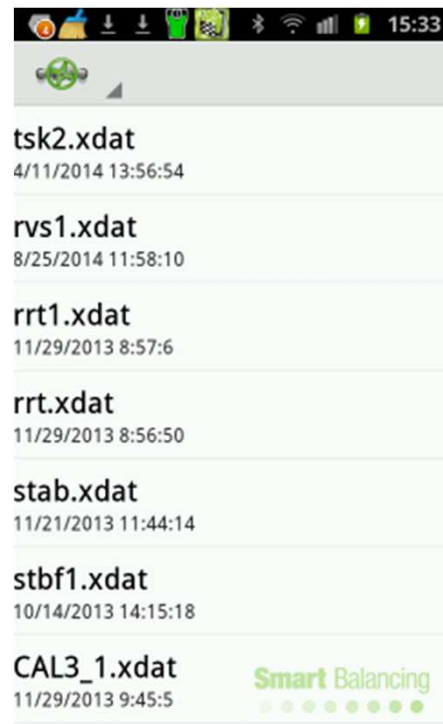 15:33
tsk2.xdat
4/11/2014 13:56:54
rvs1.xdat
8/25/2014 11:58:10
rrt1.xdat
11/29/2013 8:57:6
rrt.xdat
11/29/2013 8:56:50
stab.xdat
11/21/2013 11:44:14
stbf1.xdat
10/14/2013 14:15:18
CAL3_1.xdat
11/29/2013 9:45:5
Smart Balancing